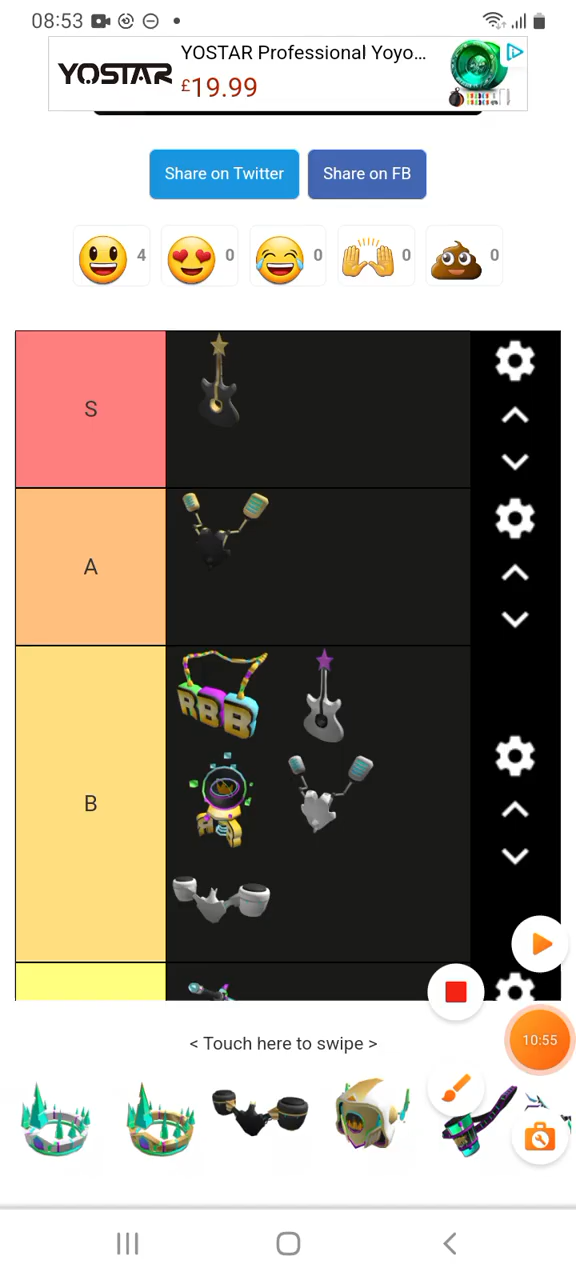 08:53
YOSTAR
YOSTAR Professional Yoyo...
£19.99
Share on Twitter
Share on FB
4
0
0
0
0
S
A
RBB
B
< Touch here to swipe >
10:55